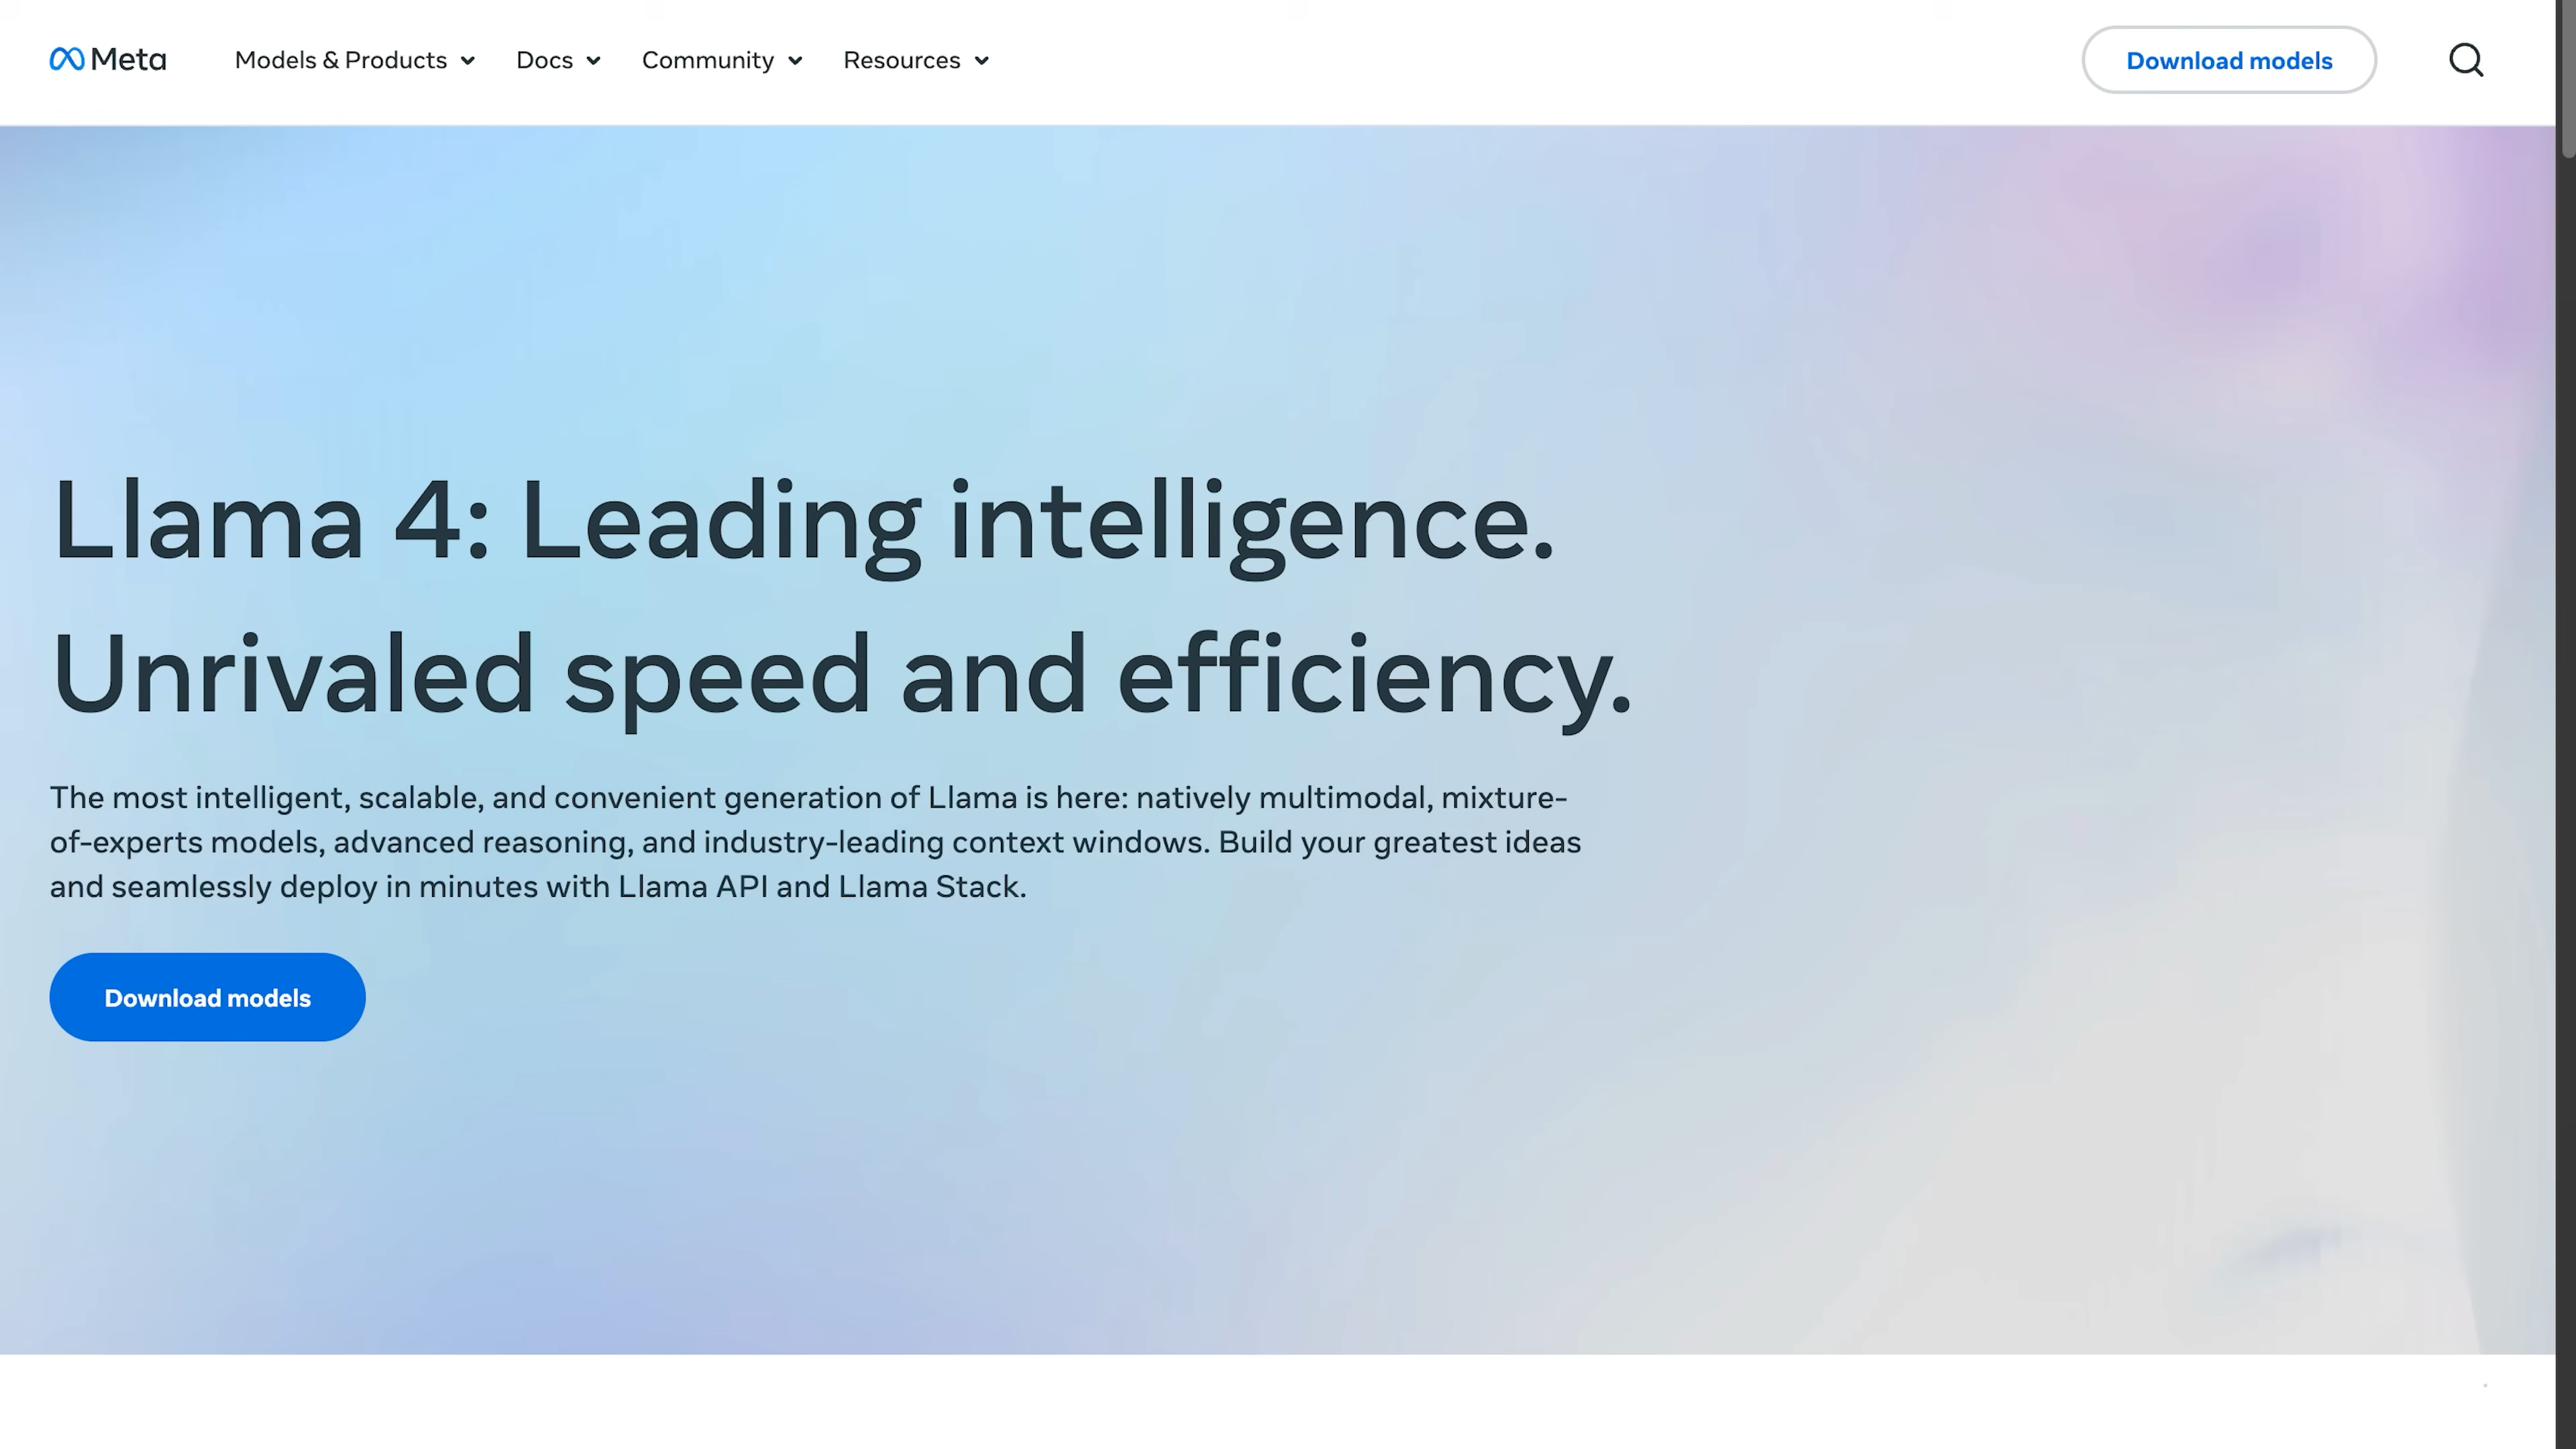 Meta
Models & Products
Docs
Community
Resources
Download models
Llama 4: Leading intelligence.
Unrivaled speed and efficiency.
The most intelligent, scalable, and convenient generation of Llama is here: natively multimodal, mixture-
of-experts models, advanced reasoning, and industry-leading context windows. Build your greatest ideas
and seamlessly deploy in minutes with Llama API and Llama Stack.
Download models